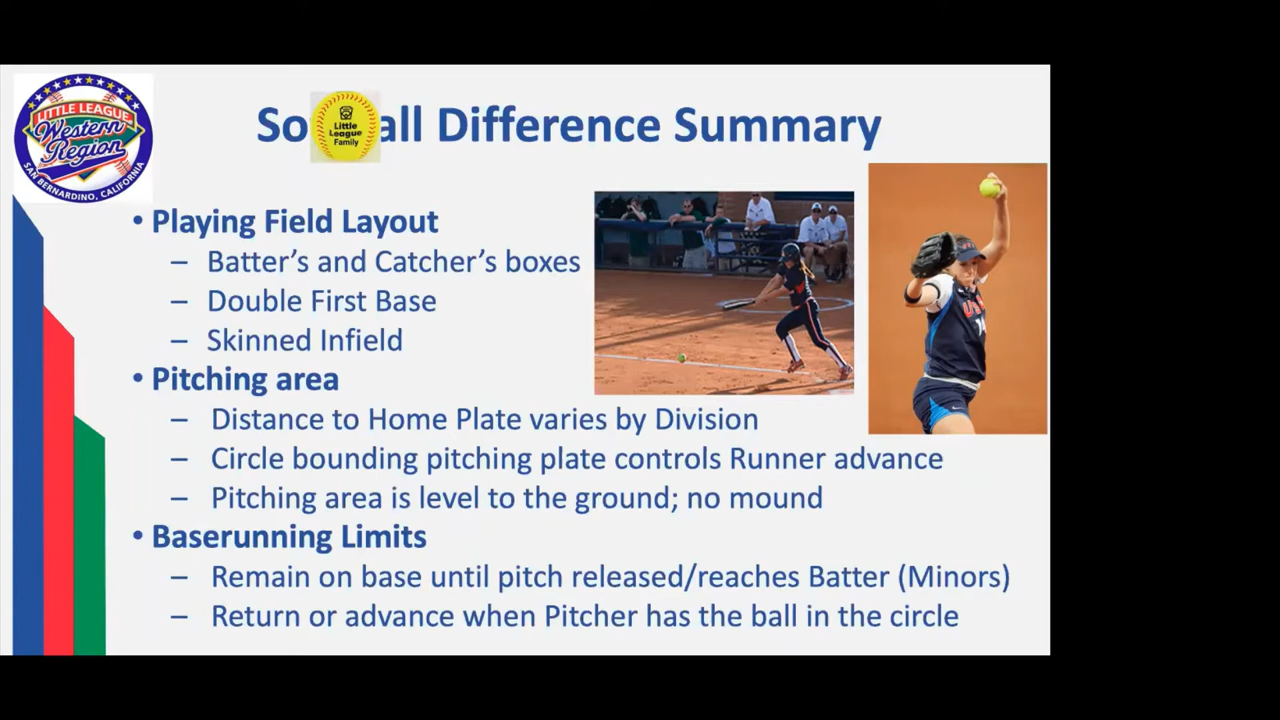 LITTLE LEAGUE
Western
Region
SAN BERNARDINO, CALIFORNIA
So all Difference Summary
Little
League
Family
• Playing Field Layout
– Batter's and Catcher's boxes
– Double First Base
– Skinned Infield
• Pitching area
– Distance to Home Plate varies by Division
– Circle bounding pitching plate controls Runner advance
– Pitching area is level to the ground; no mound
• Baserunning Limits
– Remain on base until pitch released/reaches Batter (Minors)
– Return or advance when Pitcher has the ball in the circle